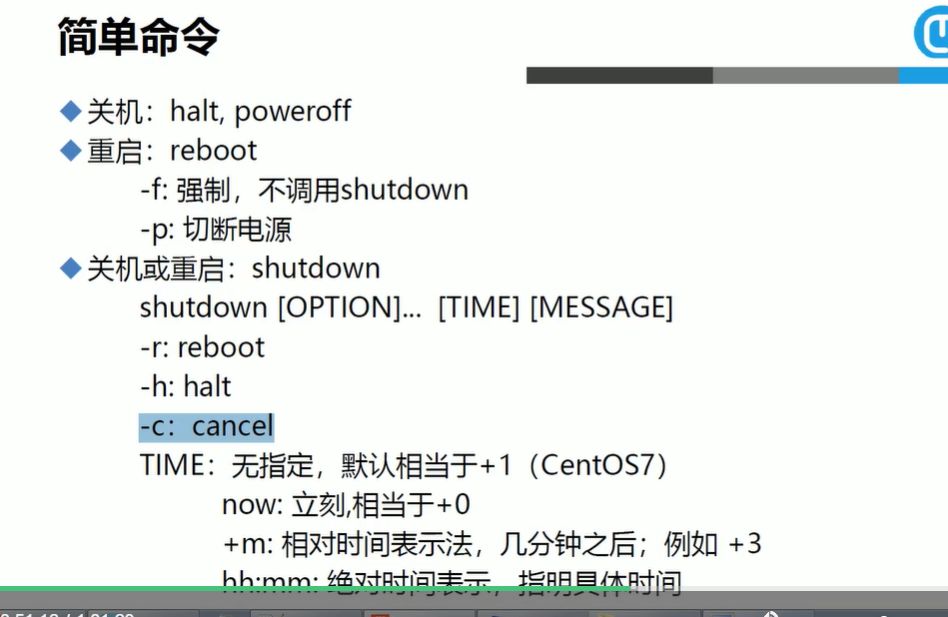 简单命令
关机：halt, poweroff
重启：reboot
-f: 强制，不调用shutdown
-p: 切断电源
关机或重启：shutdown
shutdown [OPTION]... [TIME] [MESSAGE]
-r: reboot
-h: halt
-c：cancel
TIME：无指定，默认相当于+1（CentOS7）
now: 立刻,相当于+0
+m: 相对时间表示法，几分钟之后；例如 +3
hh:mm: 绝对时间表示，指明具体时间